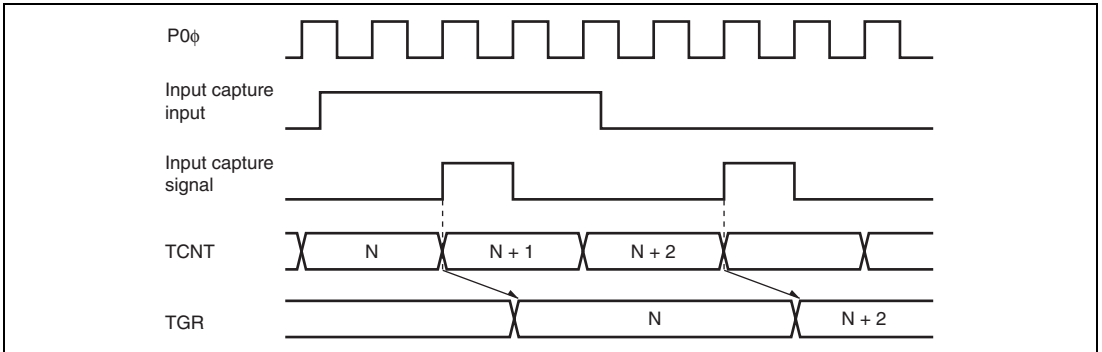 P0ϕ
Input capture
input
Input capture
signal
TCNT
N
N + 1
N + 2
TGR
N
N + 2